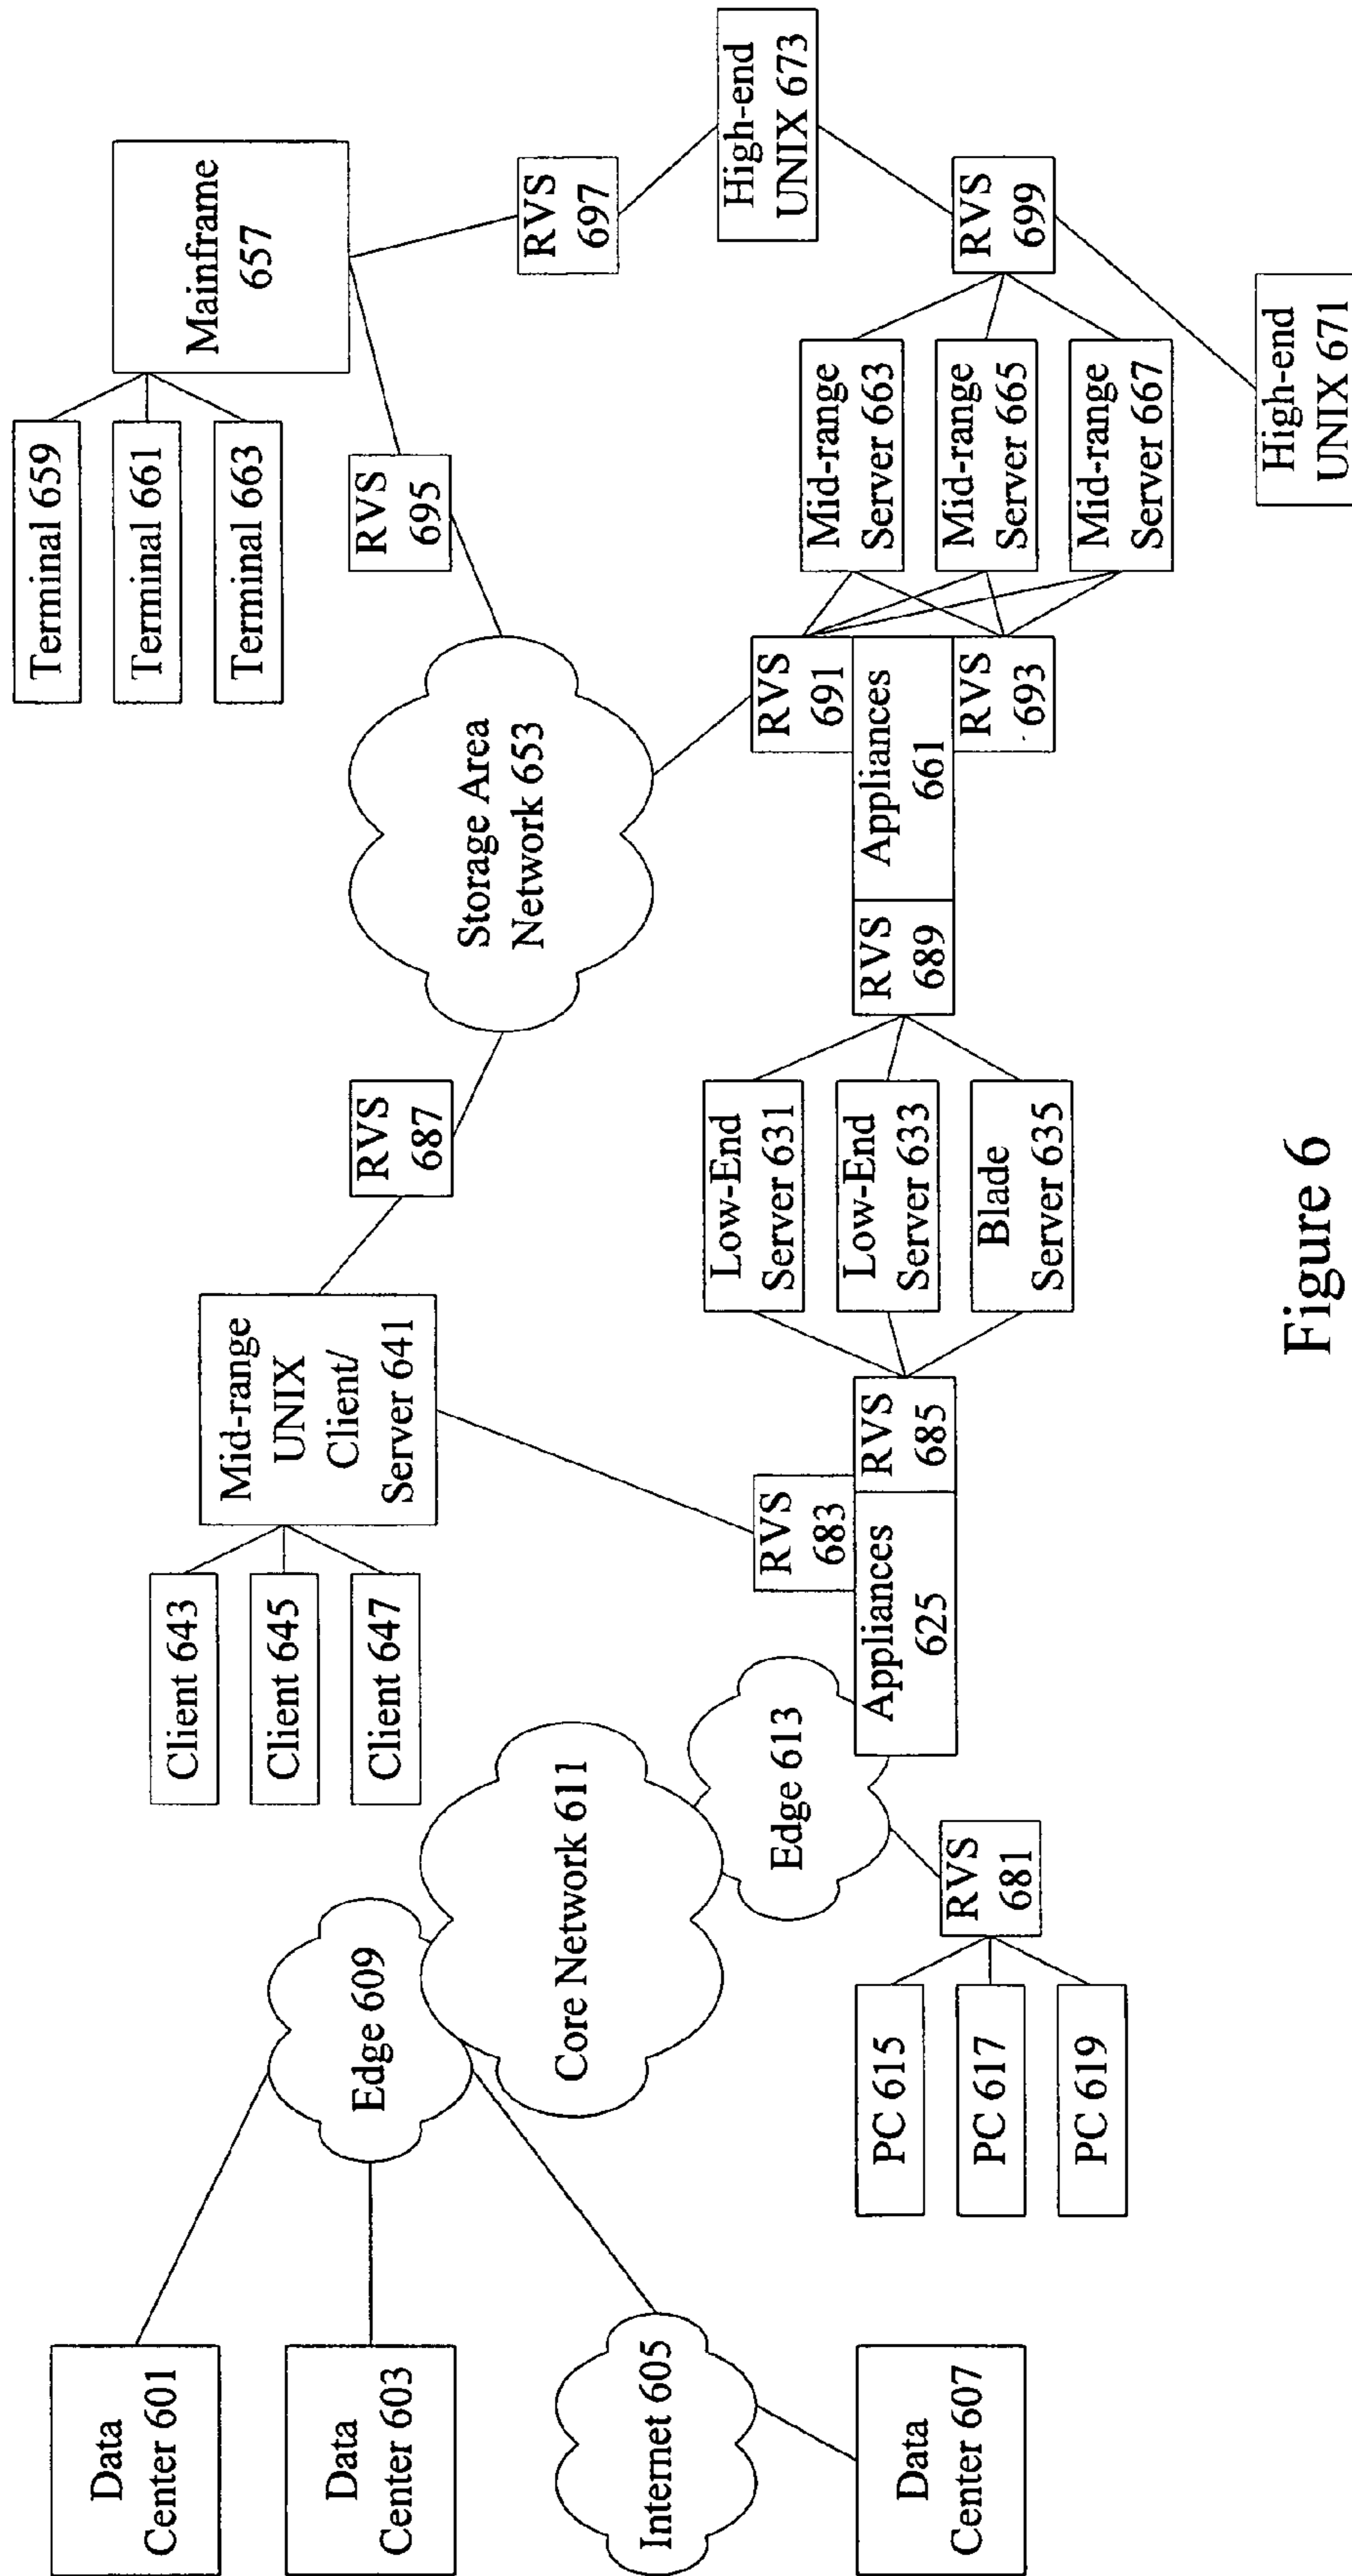 Data
Center 601
Data
Center 603
Internet 605
Data
Center 607
Edge 609
Core Network 611
Edge 613
PC 615
PC 617
PC 619
RVS
681
Client 643
Client 645
Client 647
Mid-range
UNIX
Client/
Server 641
RVS
683
Appliances
625
RVS
685
RVS
687
Low-End
Server 631
Low-End
Server 633
Blade
Server 635
Storage Area
Network 653
RVS
689
Appliances
661
RVS
691
RVS
693
RVS
695
Terminal 659
Terminal 661
Terminal 663
Mainframe
657
RVS
697
Mid-range
Server 663
Mid-range
Server 665
Mid-range
Server 667
RVS
699
High-end
UNIX 673
High-end
UNIX 671
Figure 6